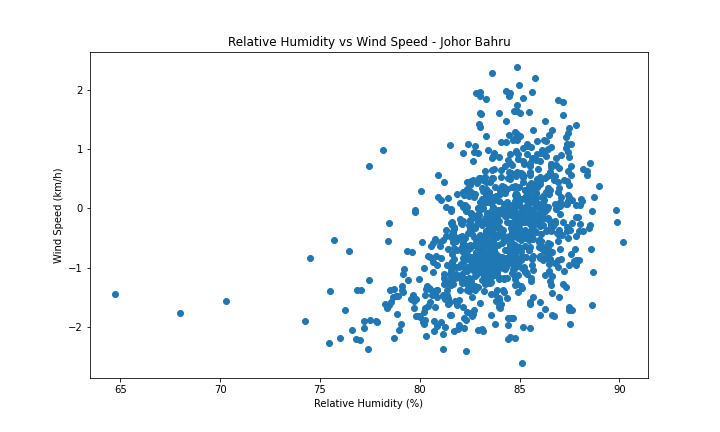 Relative Humidity vs Wind Speed - Johor Bahru
Wind Speed (km/h)
2
1
0
−1
−2
65 70 75 80 85 90
Relative Humidity (%)